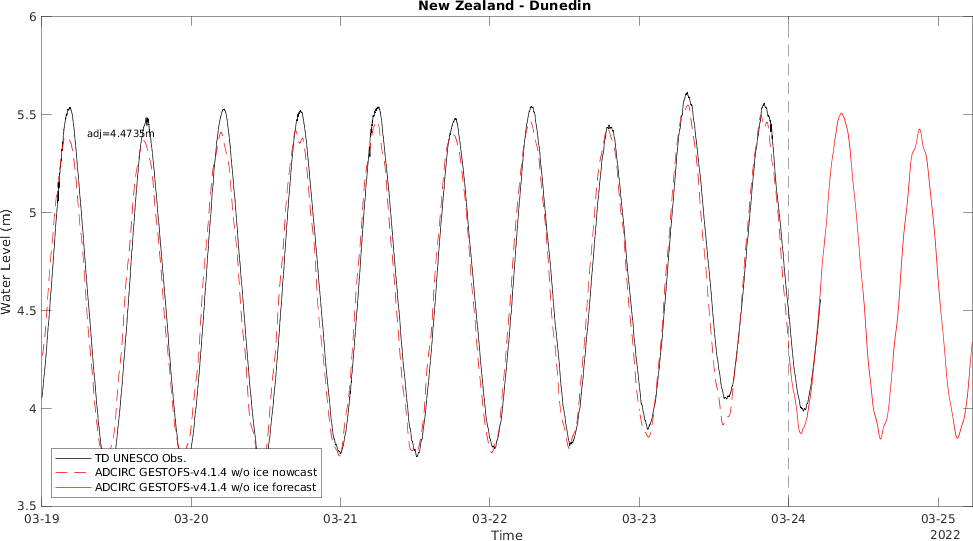 New Zealand - Dunedin
6
5.5
5
4.5
4
3.5
Water Level (m)
adj=4.4735m
TD UNESCO Obs.
ADCIRC GESTOFS-v4.1.4 w/o ice nowcast
ADCIRC GESTOFS-v4.1.4 w/o ice forecast
03-19 03-20 03-21 03-22 03-23 03-24 03-25
Time
2022